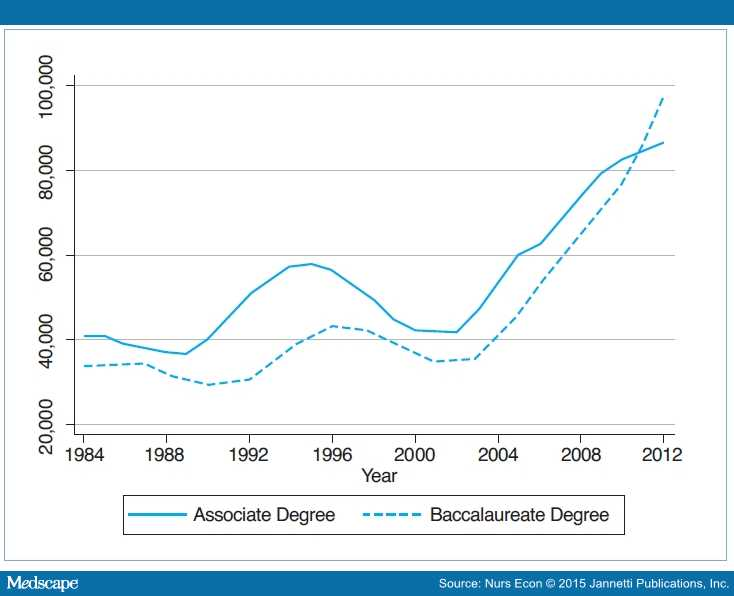 100,000
80,000
60,000
40,000
20,000
1984 1988 1992 1996 2000 2004 2008 2012
Year
Associate Degree Baccalaureate Degree
Medscape Source: Nurs Econ © 2015 Jannetti Publications, Inc.